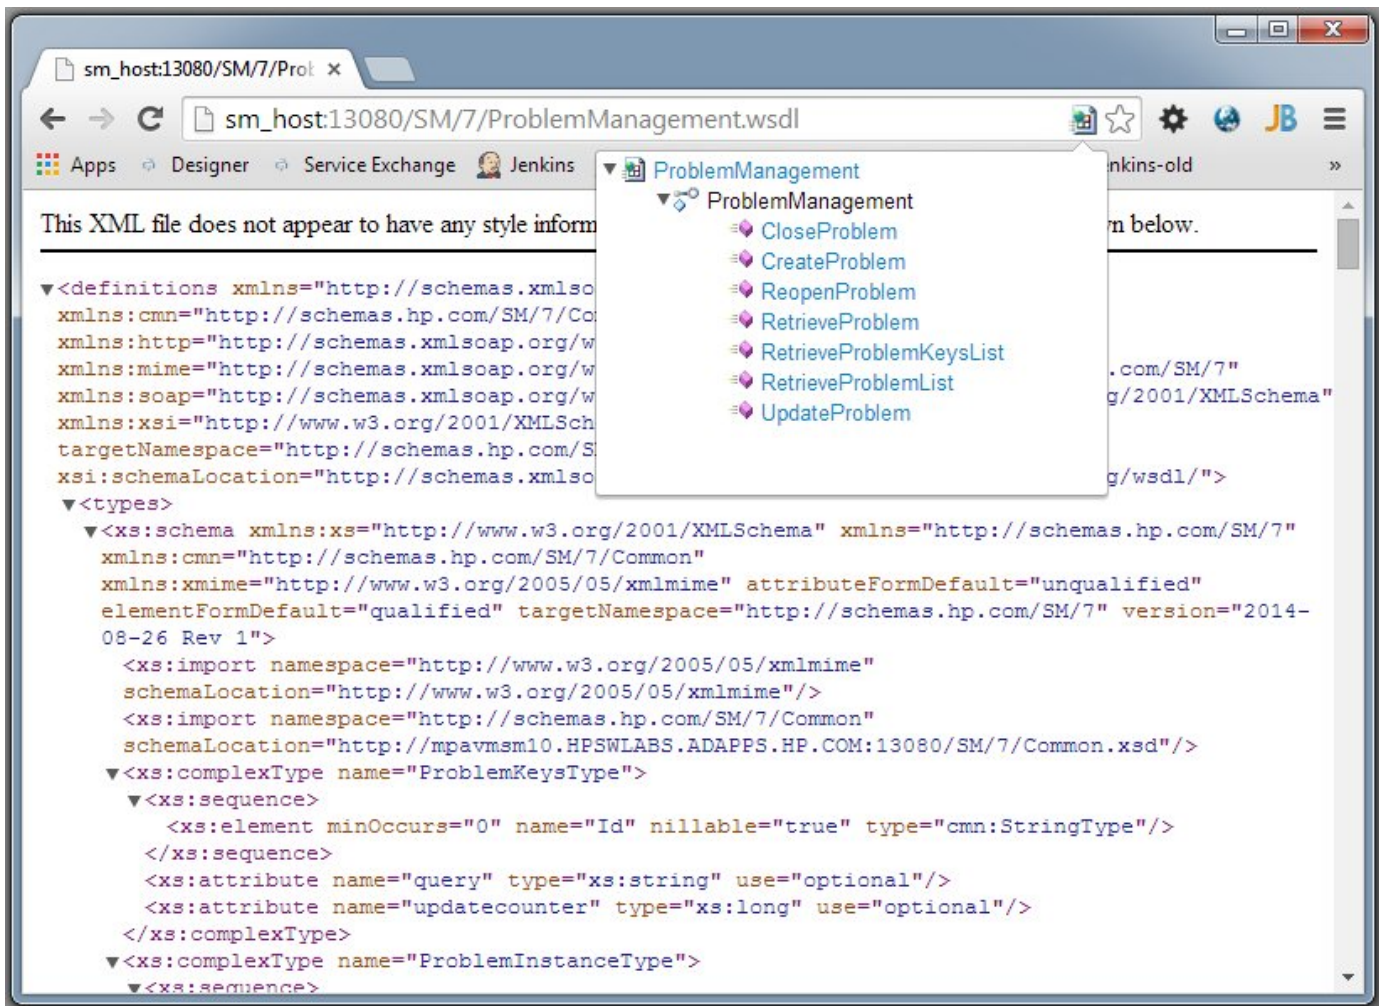 sm_host:13080/SM/7/Prob
sm_host:13080/SM/7/ProblemManagement.wsdl
JB
Apps Designer Service Exchange Jenkins nkins-old »
ProblemManagement
ProblemManagement
CloseProblem
CreateProblem
ReopenProblem
RetrieveProblem
RetrieveProblemKeysList
RetrieveProblemList
UpdateProblem
This XML file does not appear to have any style inform n below.
<definitions xmlns="http://schemas.xmlso
xmlns:cmn="http://schemas.hp.com/SM/7/Co
xmlns:http="http://schemas.xmlsoap.org/w
xmlns:mime="http://schemas.xmlsoap.org/w .com/SM/7"
xmlns:soap="http://schemas.xmlsoap.org/w g/2001/XMLSchema"
xmlns:xsi="http://www.w3.org/2001/XMLSch
targetNamespace="http://schemas.hp.com/S
xsi:schemaLocation="http://schemas.xmlso g/wsdl/">
<types>
<xs:schema xmlns:xs="http://www.w3.org/2001/XMLSchema" xmlns="http://schemas.hp.com/SM/7"
xmlns:cmn="http://schemas.hp.com/SM/7/Common"
xmlns:xmime="http://www.w3.org/2005/05/xmlmime" attributeFormDefault="unqualified"
elementFormDefault="qualified" targetNamespace="http://schemas.hp.com/SM/7" version="2014-
08-26 Rev 1">
<xs:import namespace="http://www.w3.org/2005/05/xmlmime"
schemaLocation="http://www.w3.org/2005/05/xmlmime"/>
<xs:import namespace="http://schemas.hp.com/SM/7/Common"
schemaLocation="http://mpavmsm10.HPSWLABS.ADAPPS.HP.COM:13080/SM/7/Common.xsd"/>
<xs:complexType name="ProblemKeysType">
<xs:sequence>
<xs:element minOccurs="0" name="Id" nillable="true" type="cmn:StringType"/>
</xs:sequence>
<xs:attribute name="query" type="xs:string" use="optional"/>
<xs:attribute name="updatecounter" type="xs:long" use="optional"/>
</xs:complexType>
<xs:complexType name="ProblemInstanceType">
<xs:sequence>